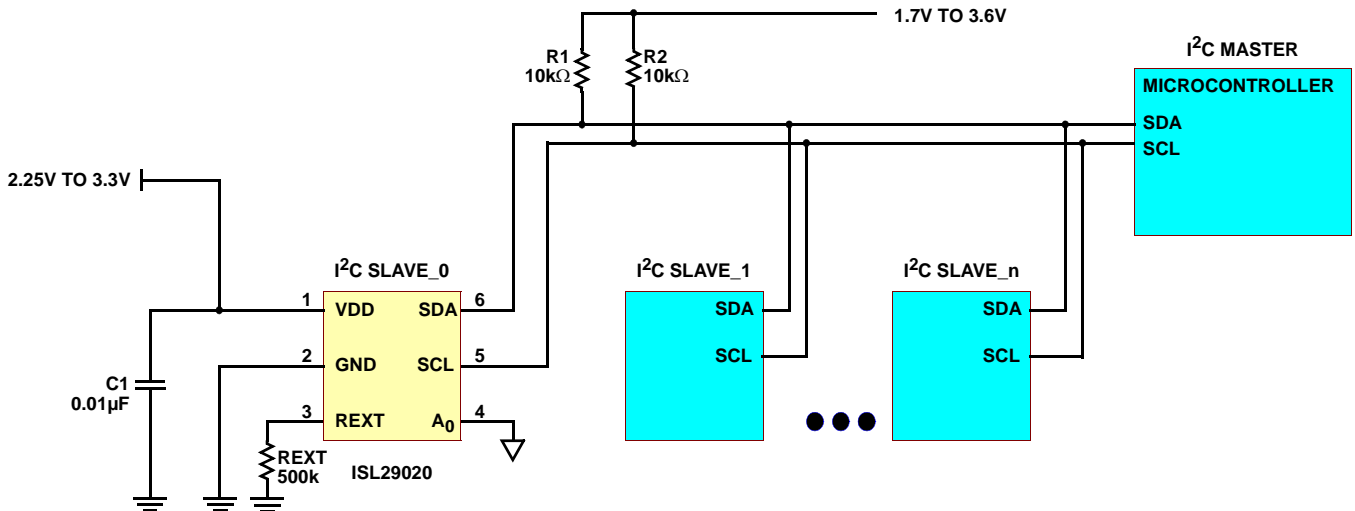 1.7V TO 3.6V
R1
10kΩ
R2
10kΩ
I²C MASTER
MICROCONTROLLER
SDA
SCL
2.25V TO 3.3V
I²C SLAVE_0
1
VDD
SDA
6
2
GND
SCL
5
3
REXT
A₀
4
C1
0.01µF
REXT
500k
ISL29020
I²C SLAVE_1
SDA
SCL
I²C SLAVE_n
SDA
SCL